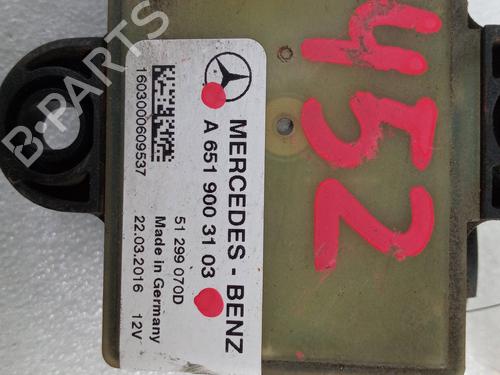 MERCEDES - BENZ
A 651 900 31 03
51 299 070D
Made in Germany
22.03.2016 12V
1603000609537
452
B-PARTS